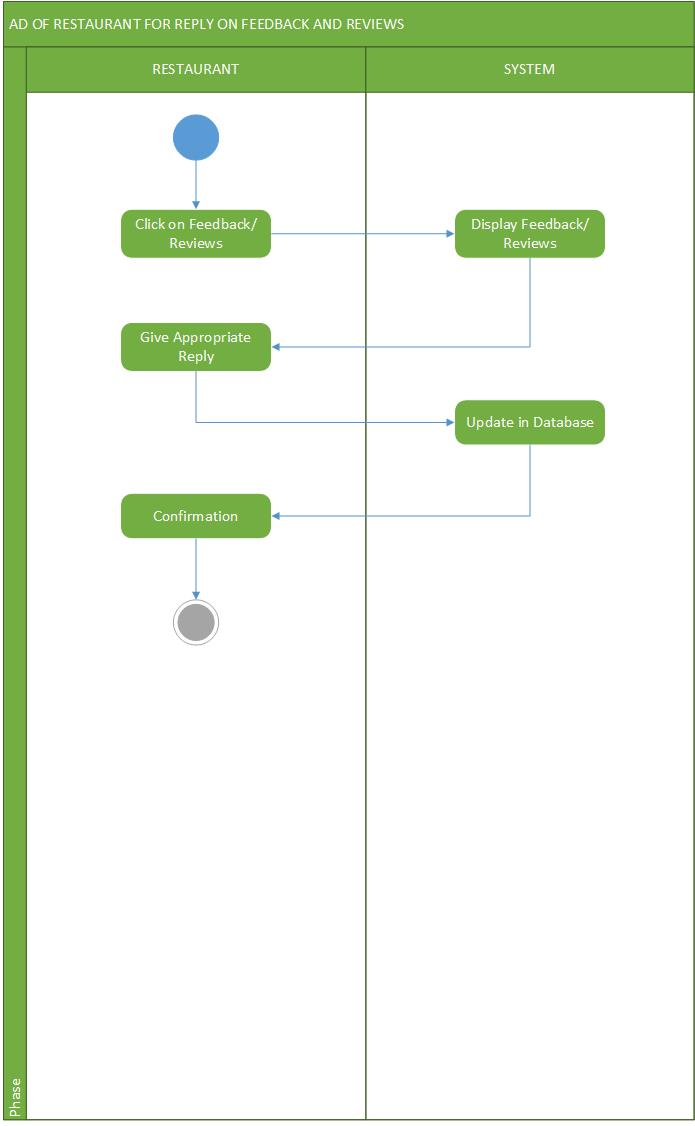 AD OF RESTAURANT FOR REPLY ON FEEDBACK AND REVIEWS
RESTAURANT
SYSTEM
Click on Feedback/
Reviews
Display Feedback/
Reviews
Give Appropriate
Reply
Update in Database
Confirmation
Phase